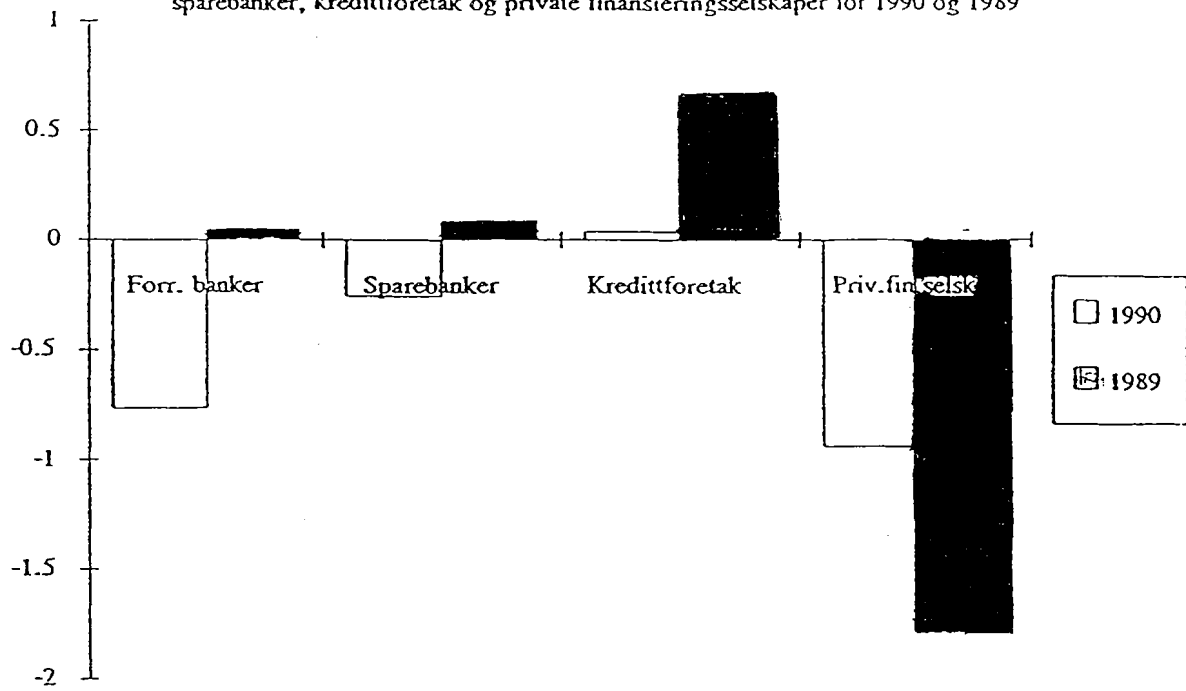 sparebanker, kredittforetak og private finansieringsselskaper for 1990 og 1989
1
0.5
0
Forr. banker
Sparebanker
Kredittforetak
Priv.fin selsk
-0.5
1990
1989
-1
-1.5
-2